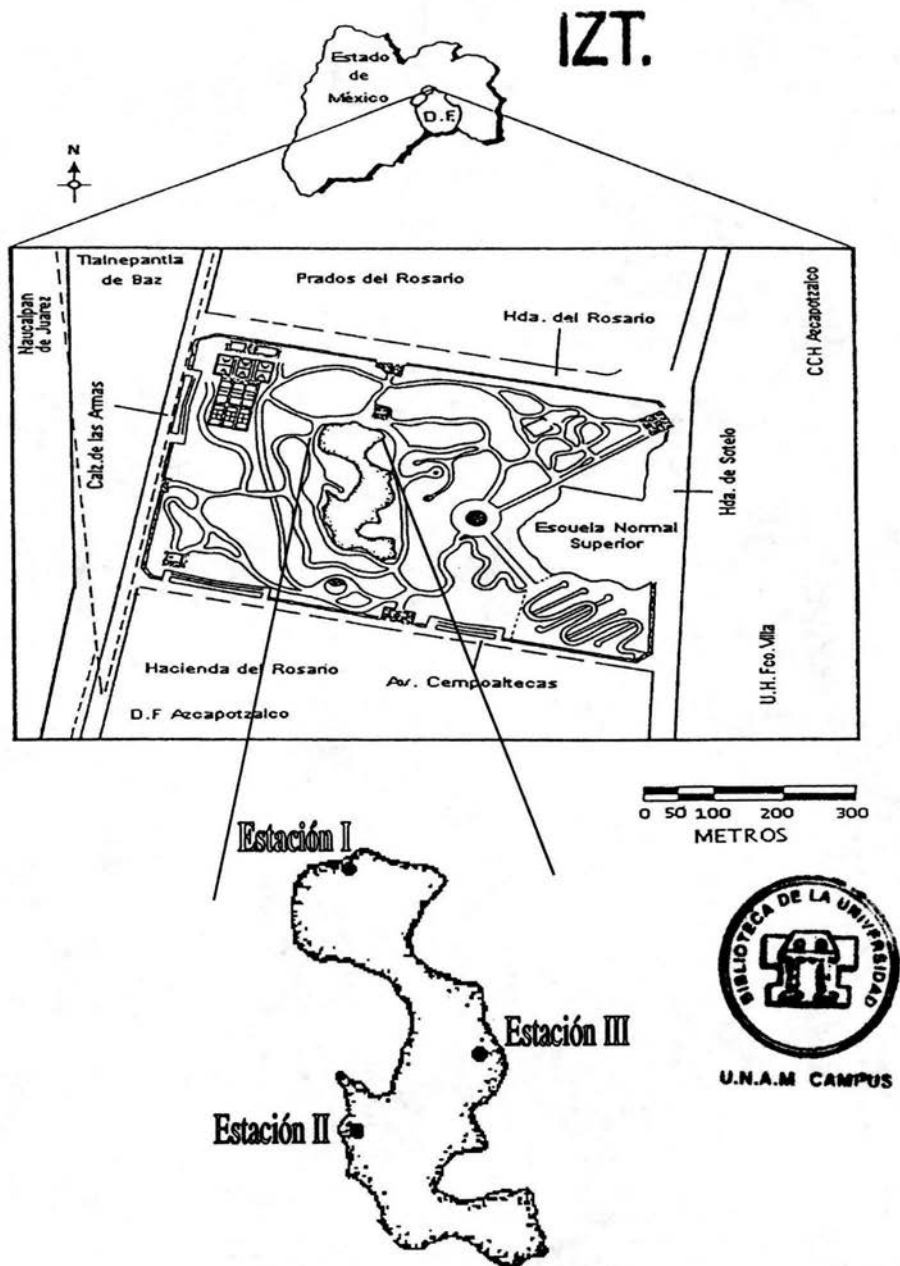 IZT.
Estado
de
México
D.F.
N
Tlalnepantla
de Baz
Prados del Rosario
Naucalpan
de Juárez
Hda. del Rosario
CCH Azcapotzalco
Calz. de las Armas
Hda. de Sotelo
Escuela Normal
Superior
Hacienda del Rosario
Av. Cempoaltecas
U.H. Fco. Villa
D.F Azcapotzalco
0 50 100 200 300
METROS
Estación I
BIBLIOTECA DE LA UNIVERSIDAD
Estación III
U.N.A.M CAMPUS
Estación II